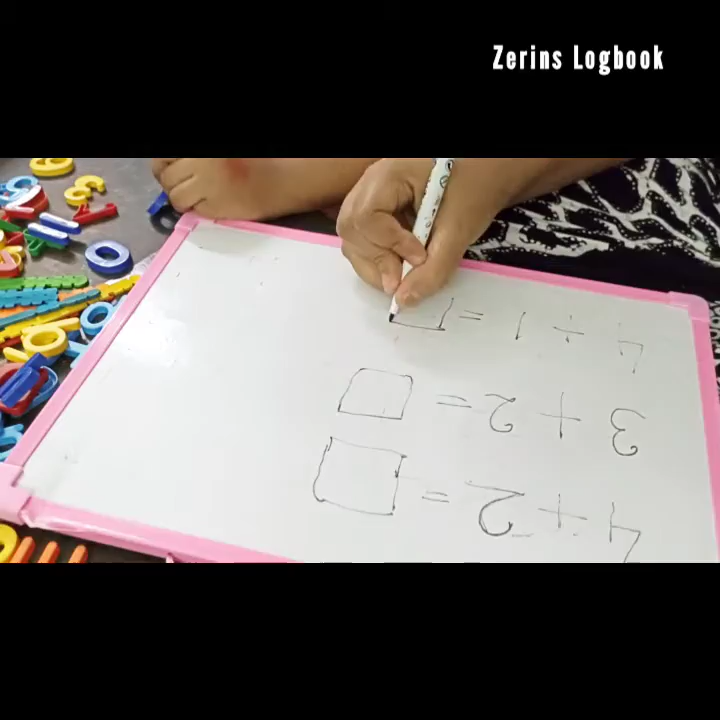 Zerins Logbook
4 + 2 =
3 + 2 =
4 + 1 =